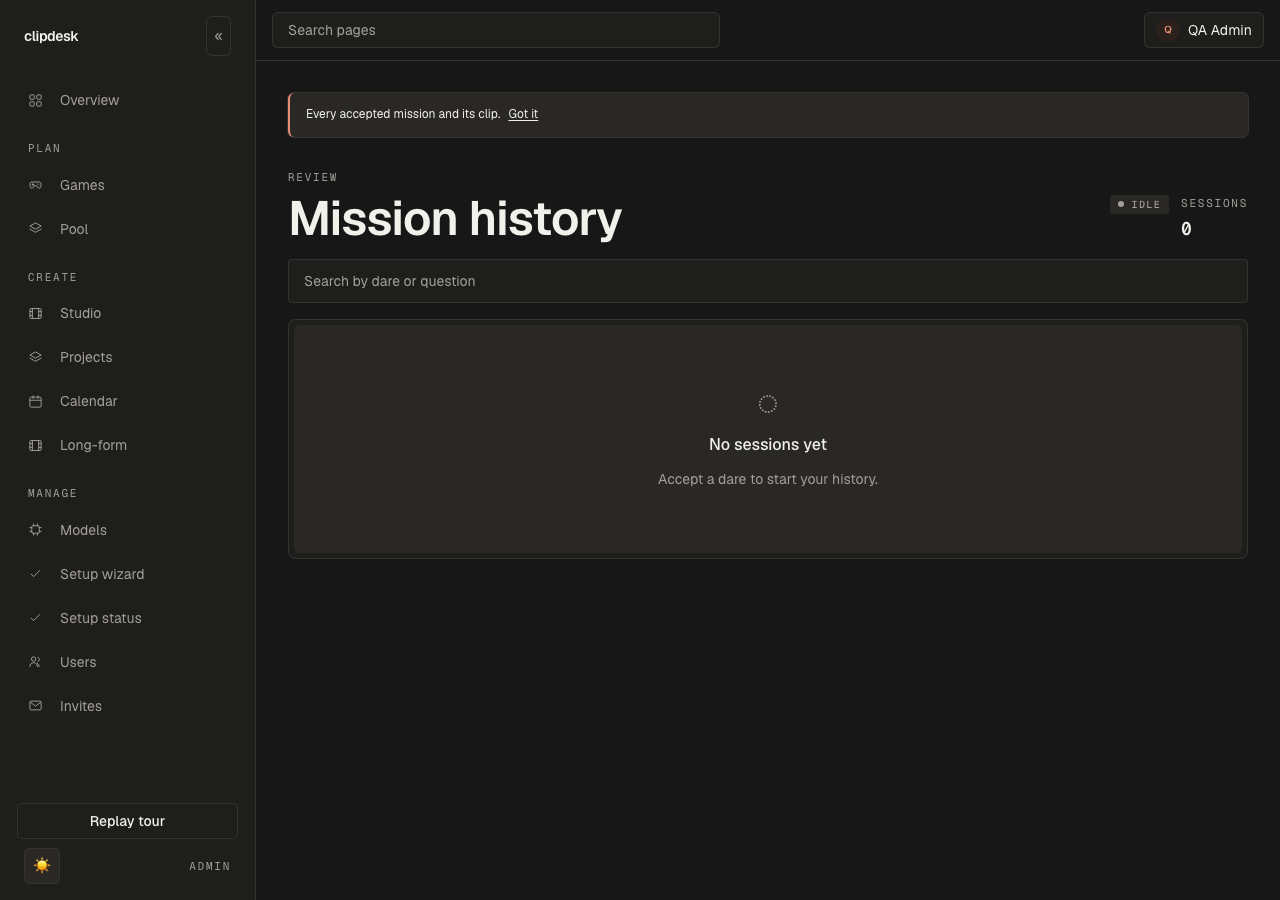 clipdesk
«
Search pages
Q
QA Admin
Overview
PLAN
Games
Pool
CREATE
Studio
Projects
Calendar
Long-form
MANAGE
Models
Setup wizard
Setup status
Users
Invites
Replay tour
ADMIN
Every accepted mission and its clip. Got it
REVIEW
Mission history
IDLE
SESSIONS
0
Search by dare or question
No sessions yet
Accept a dare to start your history.